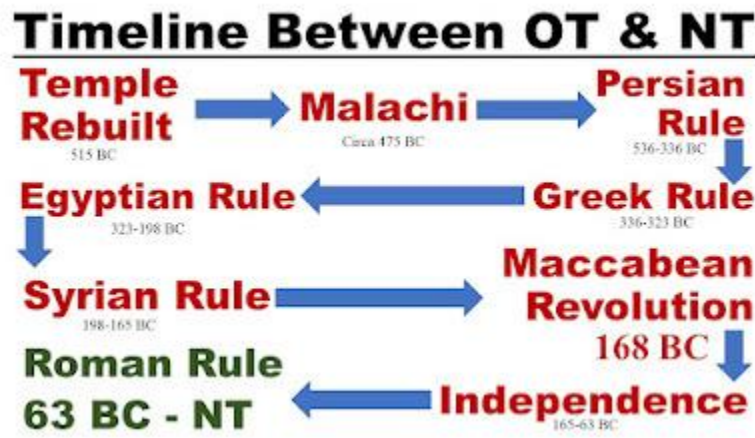 Timeline Between OT & NT
Temple
Rebuilt
515 BC
Malachi
Circa 475 BC
Persian
Rule
536-336 BC
Greek Rule
336-323 BC
Egyptian Rule
323-198 BC
Syrian Rule
198-165 BC
Maccabean
Revolution
168 BC
Independence
165-63 BC
Roman Rule
63 BC - NT